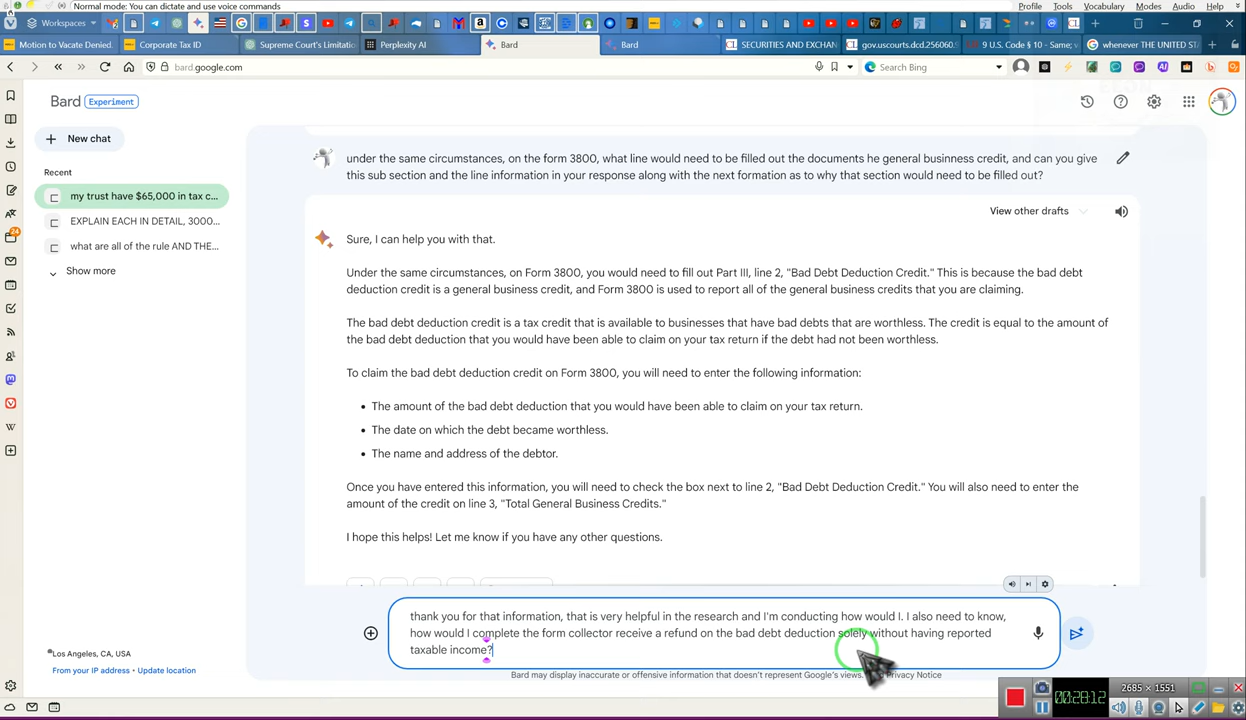 Normal mode: You can dictate and use voice commands
Profile Tools Vocabulary Modes Audio Help
Workspaces
Motion to Vacate Denied. Corporate Tax ID Supreme Court's Limitatio Perplexity AI Bard Bard SECURITIES AND EXCHAN gov.uscourts.dcd.256060. 9 U.S. Code § 10 - Same; v whenever THE UNITED STA
bard.google.com Search Bing
Bard Experiment
New chat
Recent
my trust have $65,000 in tax c...
EXPLAIN EACH IN DETAIL, 3000...
what are all of the rule AND THE...
Show more
under the same circumstances, on the form 3800, what line would need to be filled out the documents he general businness credit, and can you give
this sub section and the line information in your response along with the next formation as to why that section would need to be filled out?
View other drafts
Sure, I can help you with that.
Under the same circumstances, on Form 3800, you would need to fill out Part III, line 2, "Bad Debt Deduction Credit." This is because the bad debt
deduction credit is a general business credit, and Form 3800 is used to report all of the general business credits that you are claiming.
The bad debt deduction credit is a tax credit that is available to businesses that have bad debts that are worthless. The credit is equal to the amount of
the bad debt deduction that you would have been able to claim on your tax return if the debt had not been worthless.
To claim the bad debt deduction credit on Form 3800, you will need to enter the following information:
• The amount of the bad debt deduction that you would have been able to claim on your tax return.
• The date on which the debt became worthless.
• The name and address of the debtor.
Once you have entered this information, you will need to check the box next to line 2, "Bad Debt Deduction Credit." You will also need to enter the
amount of the credit on line 3, "Total General Business Credits."
I hope this helps! Let me know if you have any other questions.
thank you for that information, that is very helpful in the research and I'm conducting how would I. I also need to know,
how would I complete the form collector receive a refund on the bad debt deduction solely without having reported
taxable income?
Los Angeles, CA, USA
From your IP address • Update location
Bard may display inaccurate or offensive information that doesn't represent Google's views. Privacy Notice
2685 × 1551
00:28:12